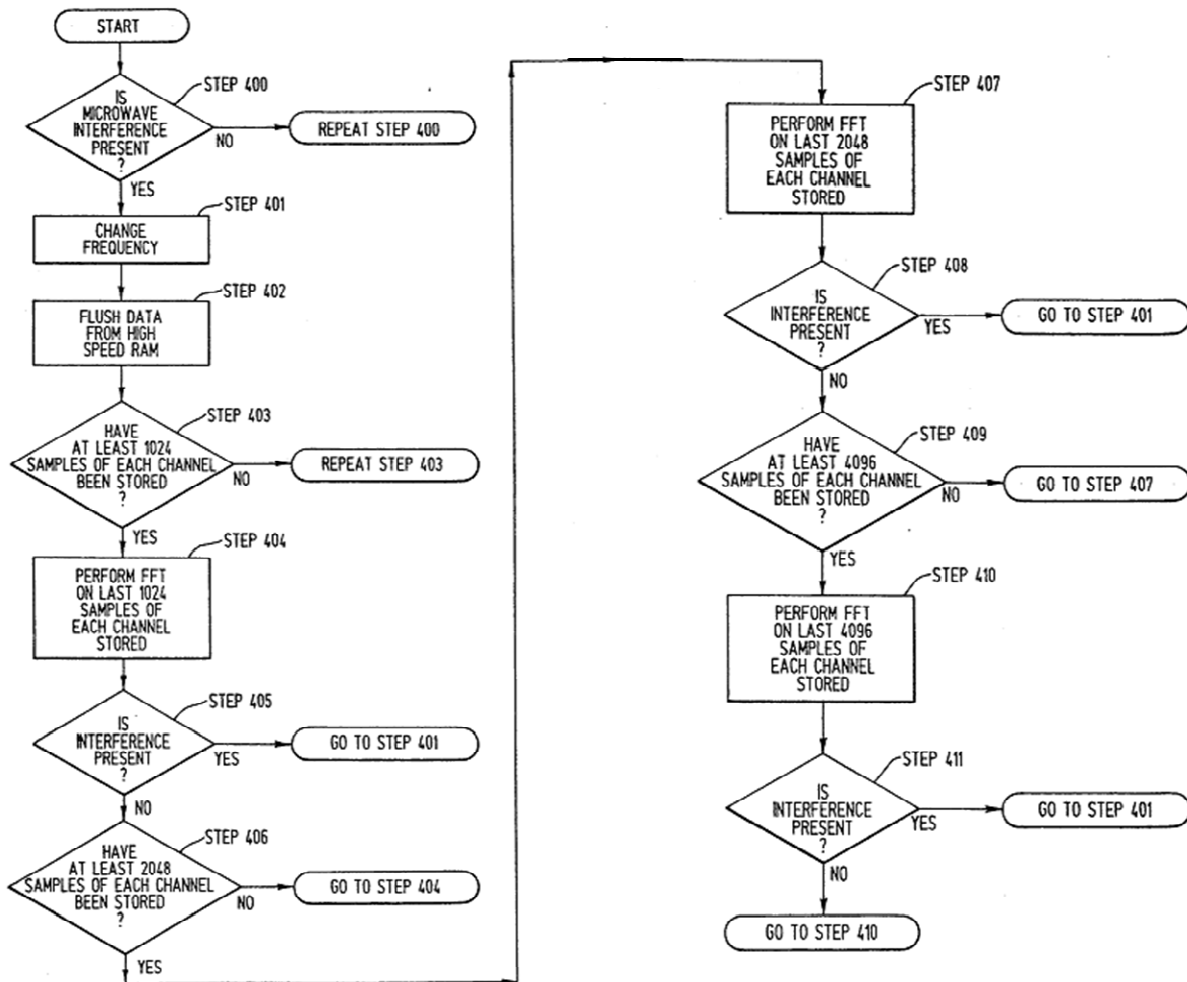 START
STEP 400
IS
MICROWAVE
INTERFERENCE
PRESENT
?
NO
REPEAT STEP 400
YES
STEP 401
CHANGE
FREQUENCY
STEP 402
FLUSH DATA
FROM HIGH
SPEED RAM
STEP 403
HAVE
AT LEAST 1024
SAMPLES OF EACH CHANNEL
BEEN STORED
?
NO
REPEAT STEP 403
YES
STEP 404
PERFORM FFT
ON LAST 1024
SAMPLES OF
EACH CHANNEL
STORED
STEP 405
IS
INTERFERENCE
PRESENT
?
YES
GO TO STEP 401
NO
STEP 406
HAVE
AT LEAST 2048
SAMPLES OF EACH CHANNEL
BEEN STORED
?
NO
GO TO STEP 404
YES
STEP 407
PERFORM FFT
ON LAST 2048
SAMPLES OF
EACH CHANNEL
STORED
STEP 408
IS
INTERFERENCE
PRESENT
?
YES
GO TO STEP 401
NO
STEP 409
HAVE
AT LEAST 4096
SAMPLES OF EACH CHANNEL
BEEN STORED
?
NO
GO TO STEP 407
YES
STEP 410
PERFORM FFT
ON LAST 4096
SAMPLES OF
EACH CHANNEL
STORED
STEP 411
IS
INTERFERENCE
PRESENT
?
YES
GO TO STEP 401
NO
GO TO STEP 410